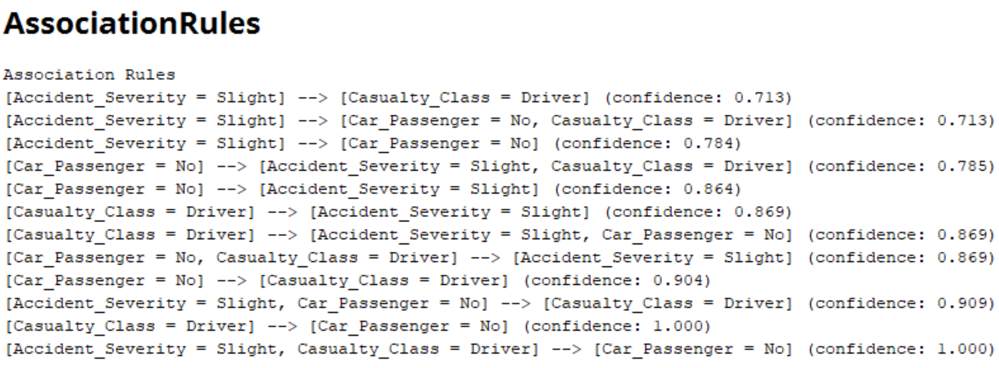 AssociationRules
Association Rules
[Accident_Severity = Slight] --> [Casualty_Class = Driver] (confidence: 0.713)
[Accident_Severity = Slight] --> [Car_Passenger = No, Casualty_Class = Driver] (confidence: 0.713)
[Accident_Severity = Slight] --> [Car_Passenger = No] (confidence: 0.784)
[Car_Passenger = No] --> [Accident_Severity = Slight, Casualty_Class = Driver] (confidence: 0.785)
[Car_Passenger = No] --> [Accident_Severity = Slight] (confidence: 0.864)
[Casualty_Class = Driver] --> [Accident_Severity = Slight] (confidence: 0.869)
[Casualty_Class = Driver] --> [Accident_Severity = Slight, Car_Passenger = No] (confidence: 0.869)
[Car_Passenger = No, Casualty_Class = Driver] --> [Accident_Severity = Slight] (confidence: 0.869)
[Car_Passenger = No] --> [Casualty_Class = Driver] (confidence: 0.904)
[Accident_Severity = Slight, Car_Passenger = No] --> [Casualty_Class = Driver] (confidence: 0.909)
[Casualty_Class = Driver] --> [Car_Passenger = No] (confidence: 1.000)
[Accident_Severity = Slight, Casualty_Class = Driver] --> [Car_Passenger = No] (confidence: 1.000)